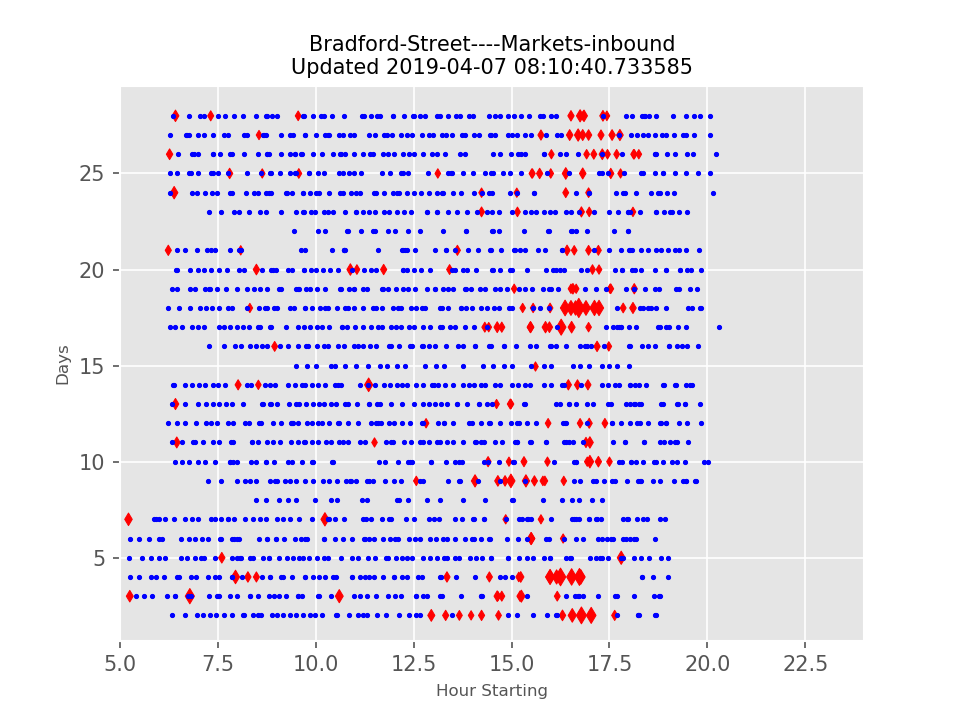 Bradford-Street----Markets-inbound
Updated 2019-04-07 08:10:40.733585
25
20
15
10
5
Days
5.0 7.5 10.0 12.5 15.0 17.5 20.0 22.5
Hour Starting